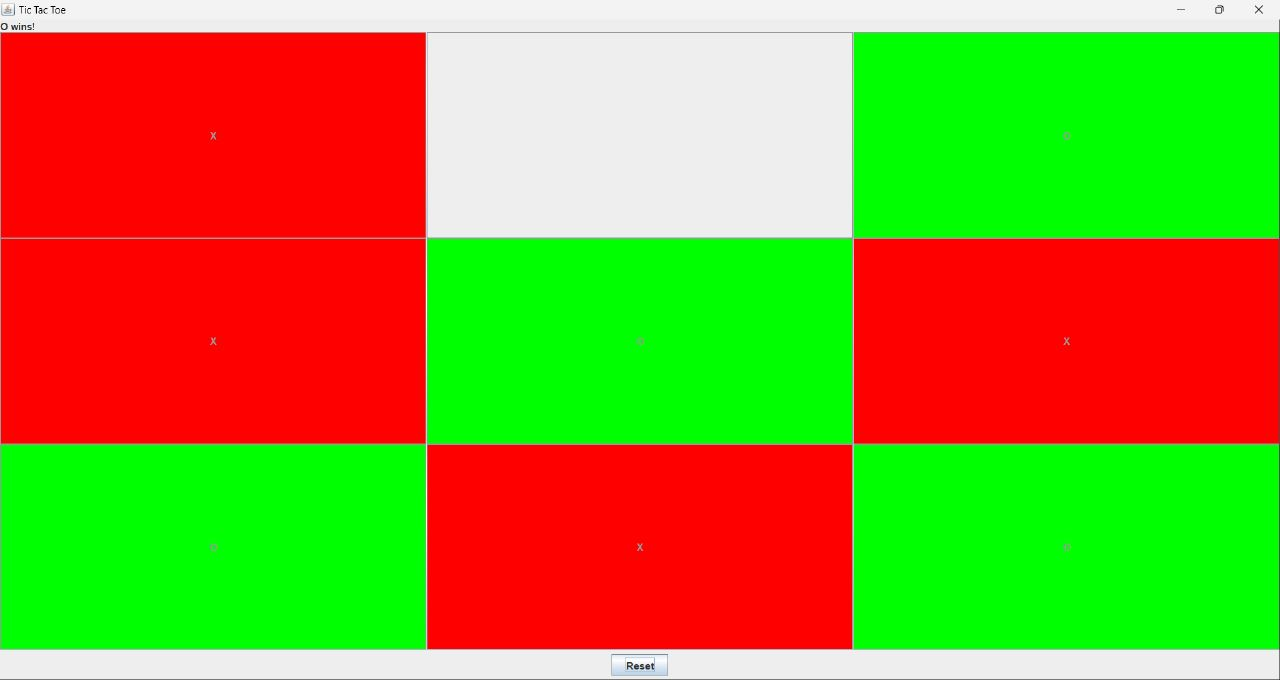 Tic Tac Toe
O wins!
X O
X O X
O X O
Reset